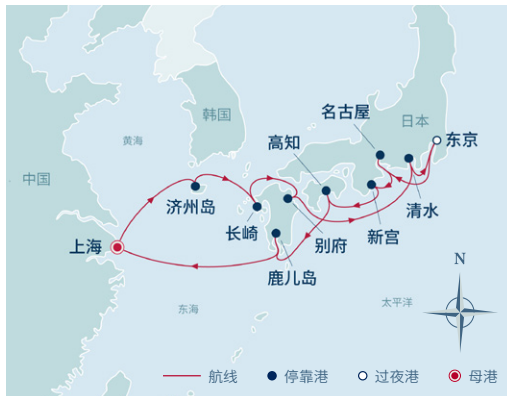 名古屋
日本
韩国
高知
东京
黄海
中国
济州岛
清水
长崎
新宫
别府
上海
鹿儿岛
N
东海
太平洋
航线
停靠港
过夜港
母港